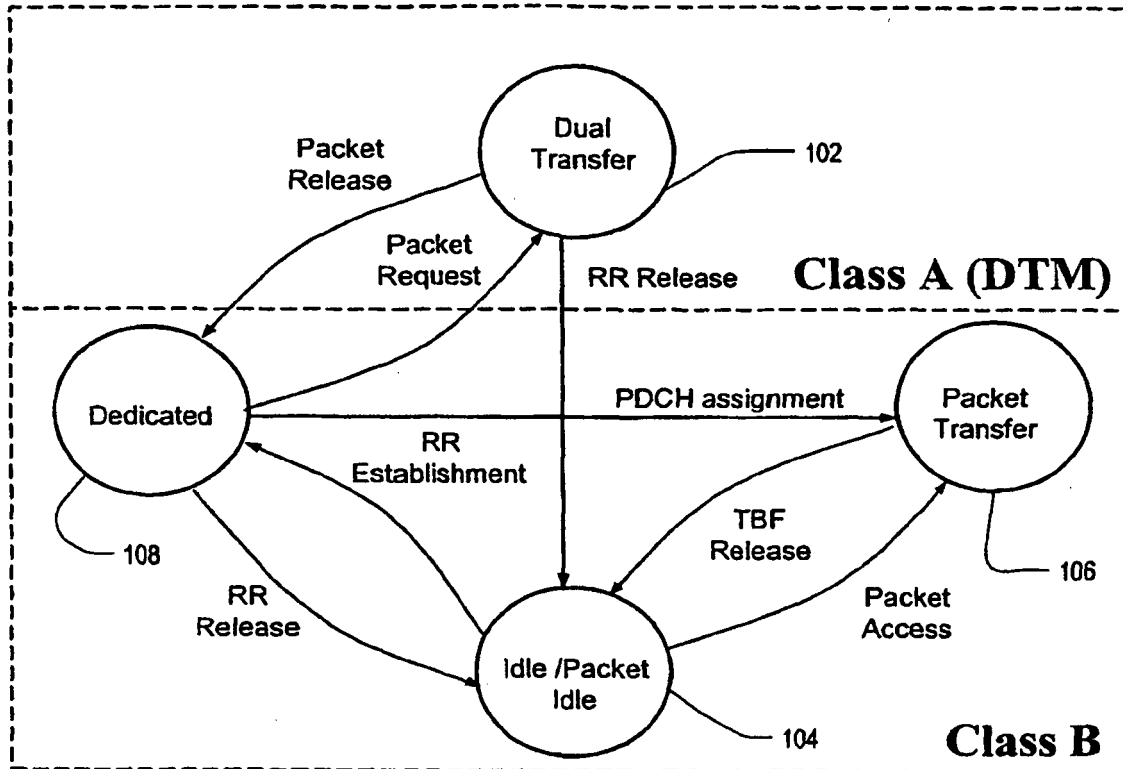 Dual
Transfer
102
Packet
Release
Packet
Request
RR Release
Class A (DTM)
Dedicated
PDCH assignment
Packet
Transfer
RR
Establishment
108
TBF
Release
106
RR
Release
Packet
Access
Idle /Packet
Idle
104
Class B